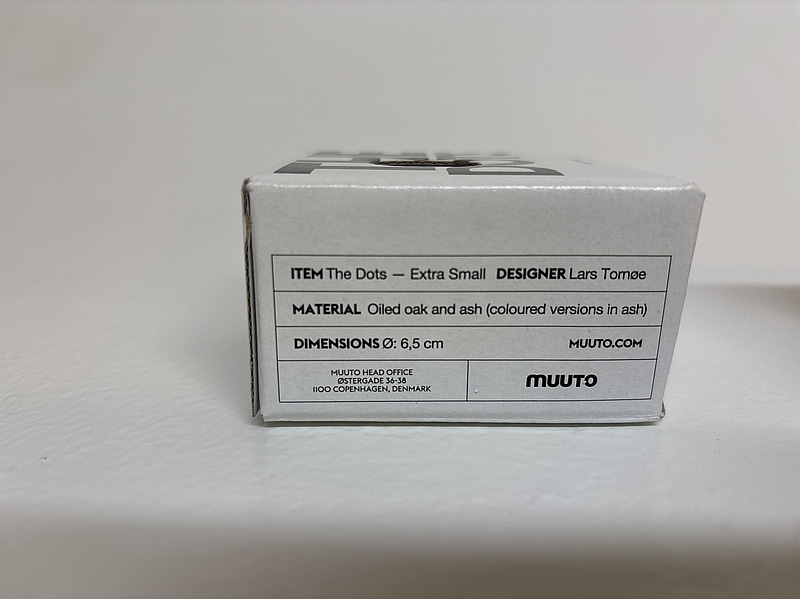 ITEM The Dots — Extra Small DESIGNER Lars Tornøe
MATERIAL Oiled oak and ash (coloured versions in ash)
DIMENSIONS Ø: 6,5 cm MUUTO.COM
MUUTO HEAD OFFICE
ØSTERGADE 36-38
1100 COPENHAGEN, DENMARK
MUUTO